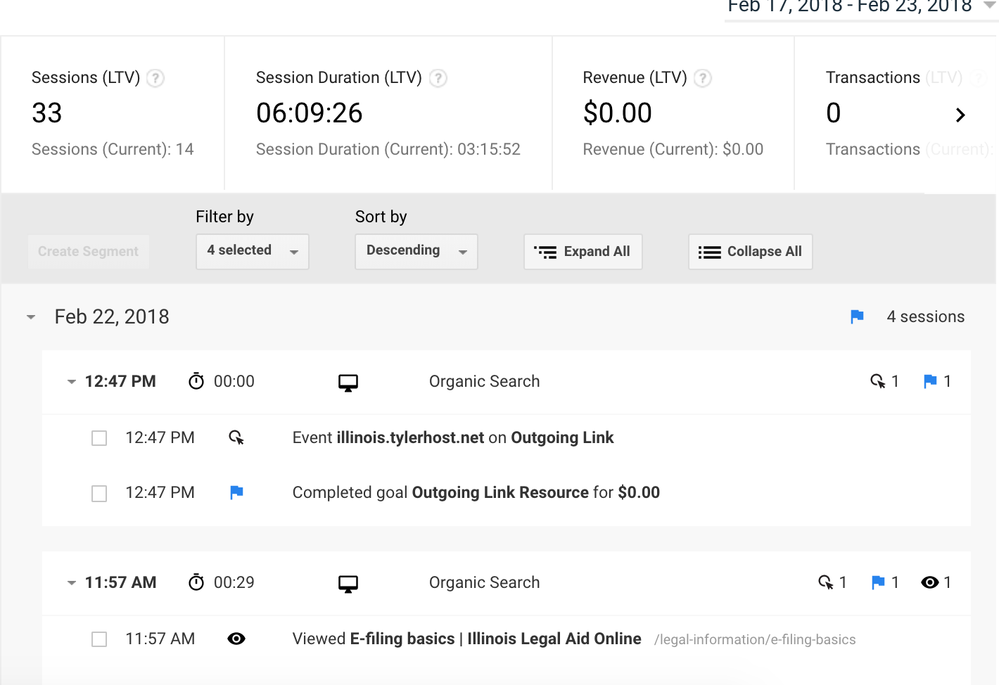 Feb 17, 2018 - Feb 23, 2018
Sessions (LTV) ?
33
Sessions (Current): 14
Session Duration (LTV) ?
06:09:26
Session Duration (Current): 03:15:52
Revenue (LTV) ?
$0.00
Revenue (Current): $0.00
Transactions (LTV) ?
0
Transactions (Current):
Create Segment
Filter by
4 selected
Sort by
Descending
Expand All
Collapse All
Feb 22, 2018 4 sessions
12:47 PM 00:00 Organic Search 1 1
12:47 PM Event illinois.tylerhost.net on Outgoing Link
12:47 PM Completed goal Outgoing Link Resource for $0.00
11:57 AM 00:29 Organic Search 1 1 1
11:57 AM Viewed E-filing basics | Illinois Legal Aid Online /legal-information/e-filing-basics